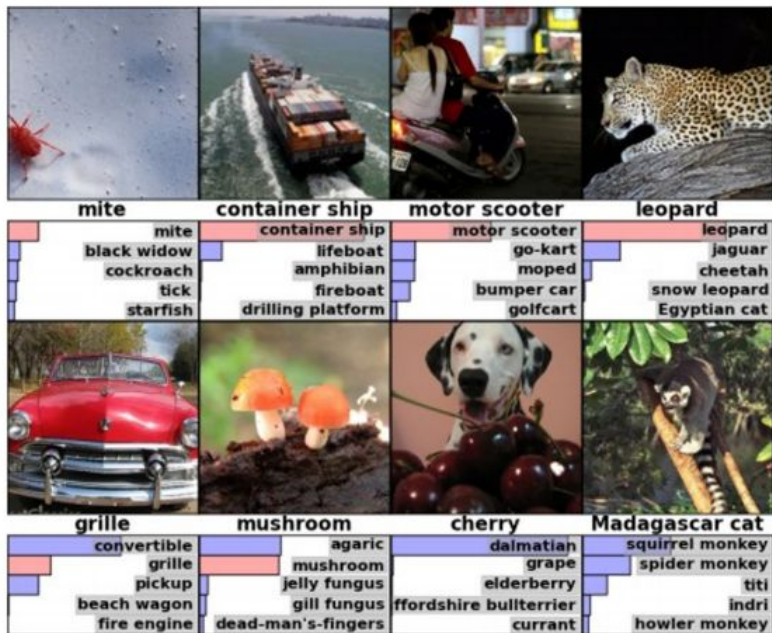 mite container ship motor scooter leopard
mite container ship motor scooter leopard
black widow lifeboat go-kart jaguar
cockroach amphibian moped cheetah
tick fireboat bumper car snow leopard
starfish drilling platform golfcart Egyptian cat
grille mushroom cherry Madagascar cat
convertible agaric dalmatian squirrel monkey
grille mushroom grape spider monkey
pickup jelly fungus elderberry titi
beach wagon gill fungus ffordshire bullterrier indri
fire engine dead-man's-fingers currant howler monkey